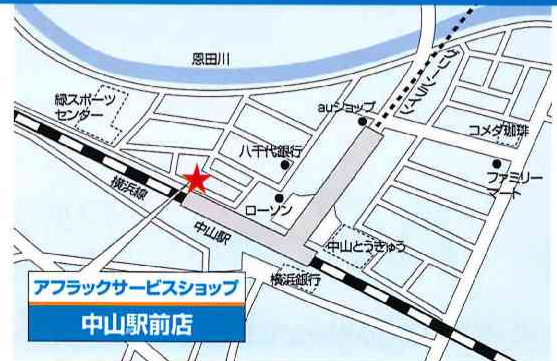 恩田川
グリーンライン
緑スポーツ
センター
auショップ
コメダ珈琲
八千代銀行
ファミリー
マート
横浜線
ローソン
中山駅
中山とうきゅう
横浜銀行
アフラックサービスショップ
中山駅前店